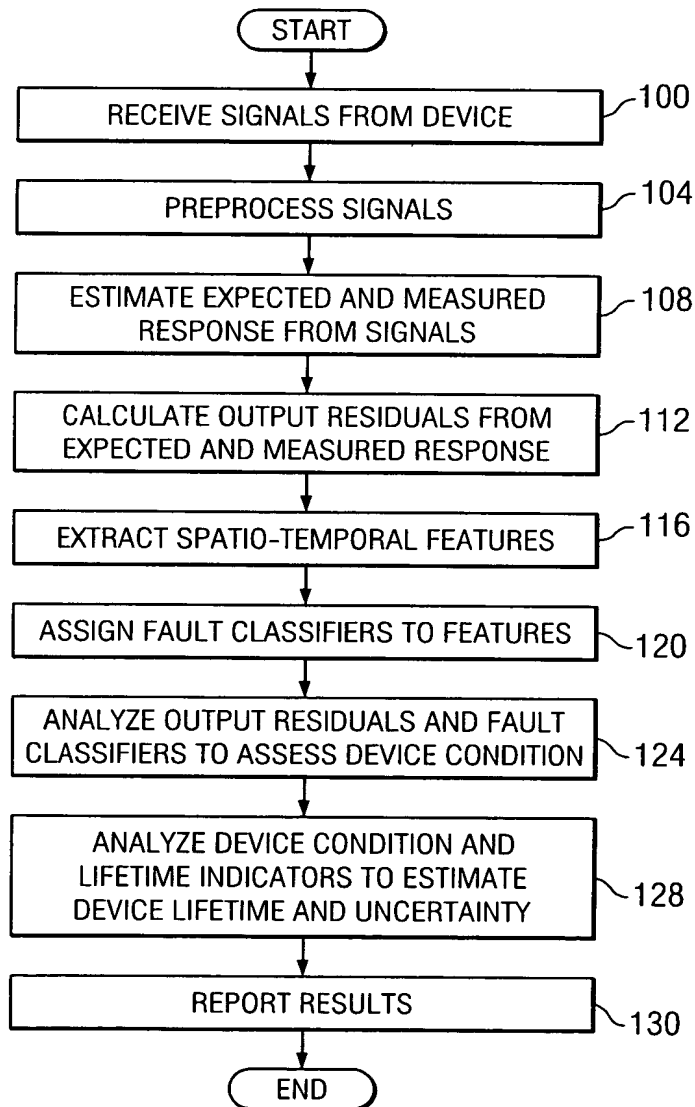 START
RECEIVE SIGNALS FROM DEVICE
100
PREPROCESS SIGNALS
104
ESTIMATE EXPECTED AND MEASURED
RESPONSE FROM SIGNALS
108
CALCULATE OUTPUT RESIDUALS FROM
EXPECTED AND MEASURED RESPONSE
112
EXTRACT SPATIO-TEMPORAL FEATURES
116
ASSIGN FAULT CLASSIFIERS TO FEATURES
120
ANALYZE OUTPUT RESIDUALS AND FAULT
CLASSIFIERS TO ASSESS DEVICE CONDITION
124
ANALYZE DEVICE CONDITION AND
LIFETIME INDICATORS TO ESTIMATE
DEVICE LIFETIME AND UNCERTAINTY
128
REPORT RESULTS
130
END